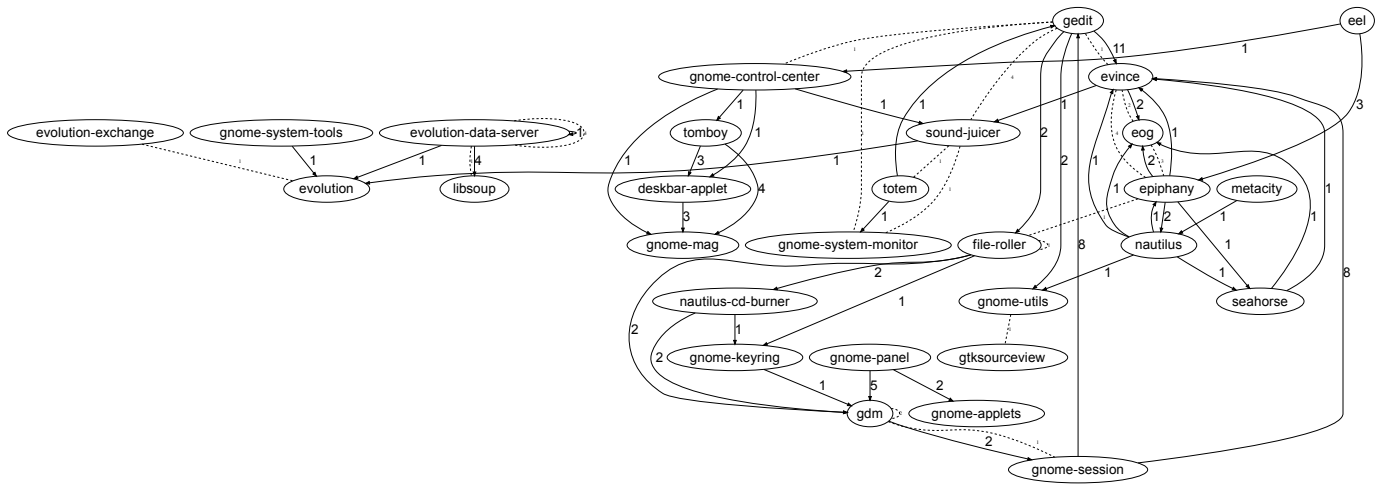 gedit
eel
11
1
gnome-control-center
evince
1
1
1
2
3
evolution-exchange
gnome-system-tools
evolution-data-server
1
tomboy
1
sound-juicer
eog
2
1
1
4
1
3
1
1
2
1
2
evolution
libsoup
deskbar-applet
4
totem
1
epiphany
metacity
1
3
1
1
2
1
1
gnome-mag
gnome-system-monitor
file-roller
8
nautilus
2
1
1
1
8
nautilus-cd-burner
gnome-utils
seahorse
2
1
2
gnome-keyring
gnome-panel
gtksourceview
1
5
2
gdm
gnome-applets
2
gnome-session